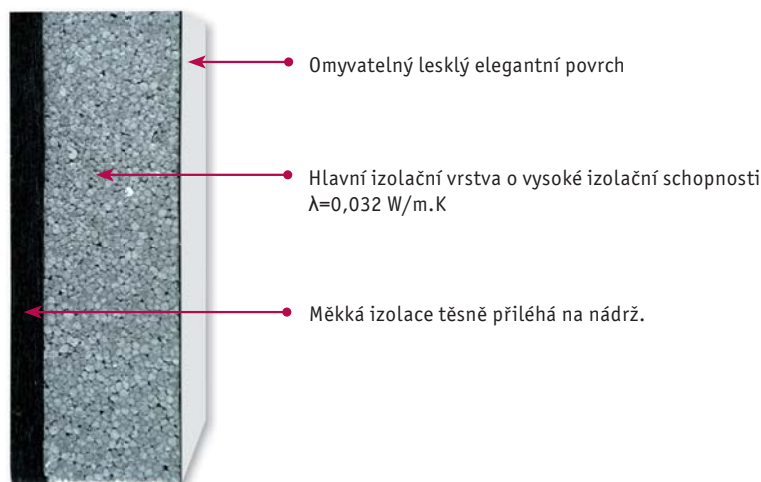 Omyvatelný lesklý elegantní povrch
Hlavní izolační vrstva o vysoké izolační schopnosti
λ=0,032 W/m.K
Měkká izolace těsně přiléhá na nádrž.